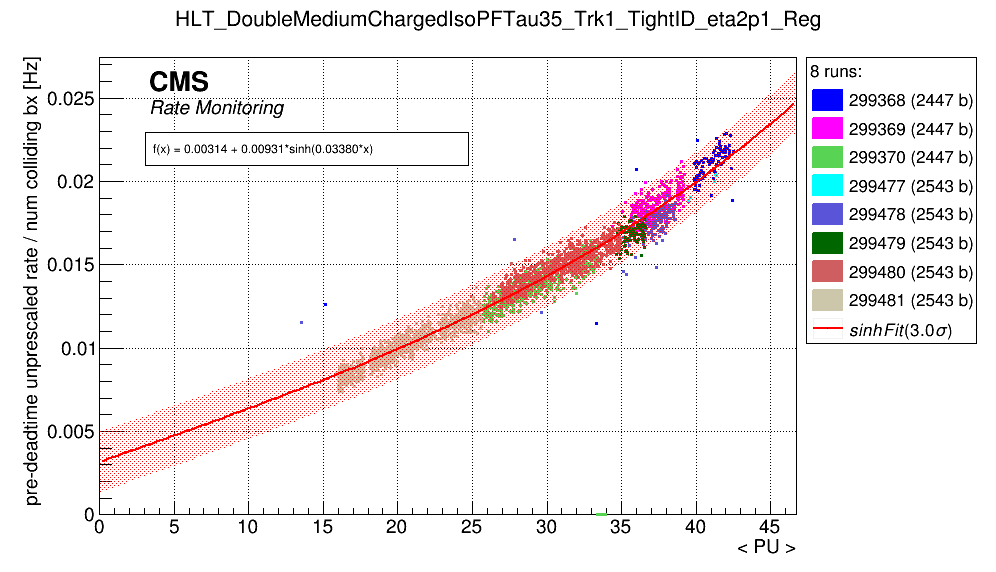 HLT_DoubleMediumChargedIsoPFTau35_Trk1_TightID_eta2p1_Reg
pre-deadtime unprescaled rate / num colliding bx [Hz]
CMS
Rate Monitoring
f(x) = 0.00314 + 0.00931*sinh(0.03380*x)
0.025
0.02
0.015
0.01
0.005
0
0 5 10 15 20 25 30 35 40 45
< PU >
8 runs:
299368 (2447 b)
299369 (2447 b)
299370 (2447 b)
299477 (2543 b)
299478 (2543 b)
299479 (2543 b)
299480 (2543 b)
299481 (2543 b)
sinhFit(3.0σ)